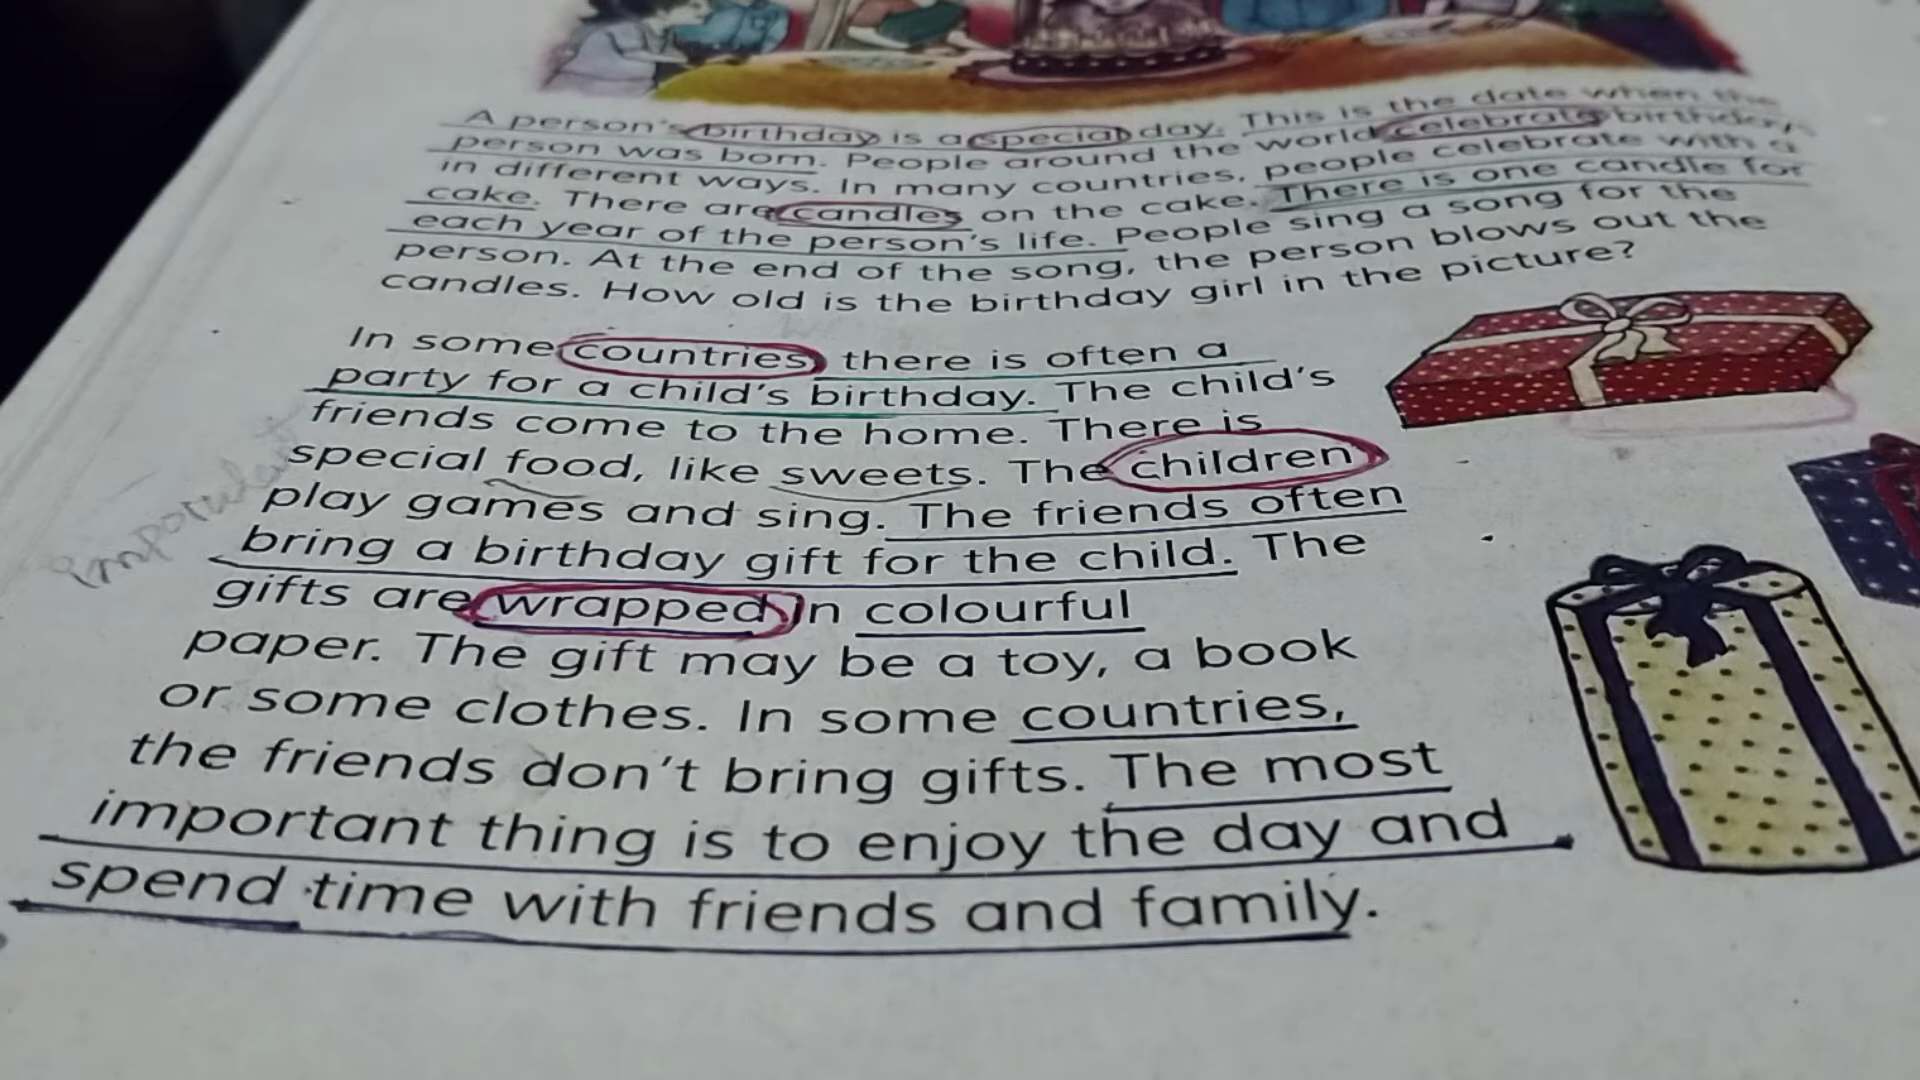 A person's birthday is a special day. This is the date when the
person was born. People around the world celebrate birthdays
in different ways. In many countries, people celebrate with a
cake. There are candles on the cake. There is one candle for
each year of the person's life. People sing a song for the
person. At the end of the song, the person blows out the
candles. How old is the birthday girl in the picture?
In some countries there is often a
party for a child's birthday. The child's
friends come to the home. There is
special food, like sweets. The children
play games and sing. The friends often
bring a birthday gift for the child. The
gifts are wrapped in colourful
paper. The gift may be a toy, a book
or some clothes. In some countries,
the friends don't bring gifts. The most
important thing is to enjoy the day and
spend time with friends and family.